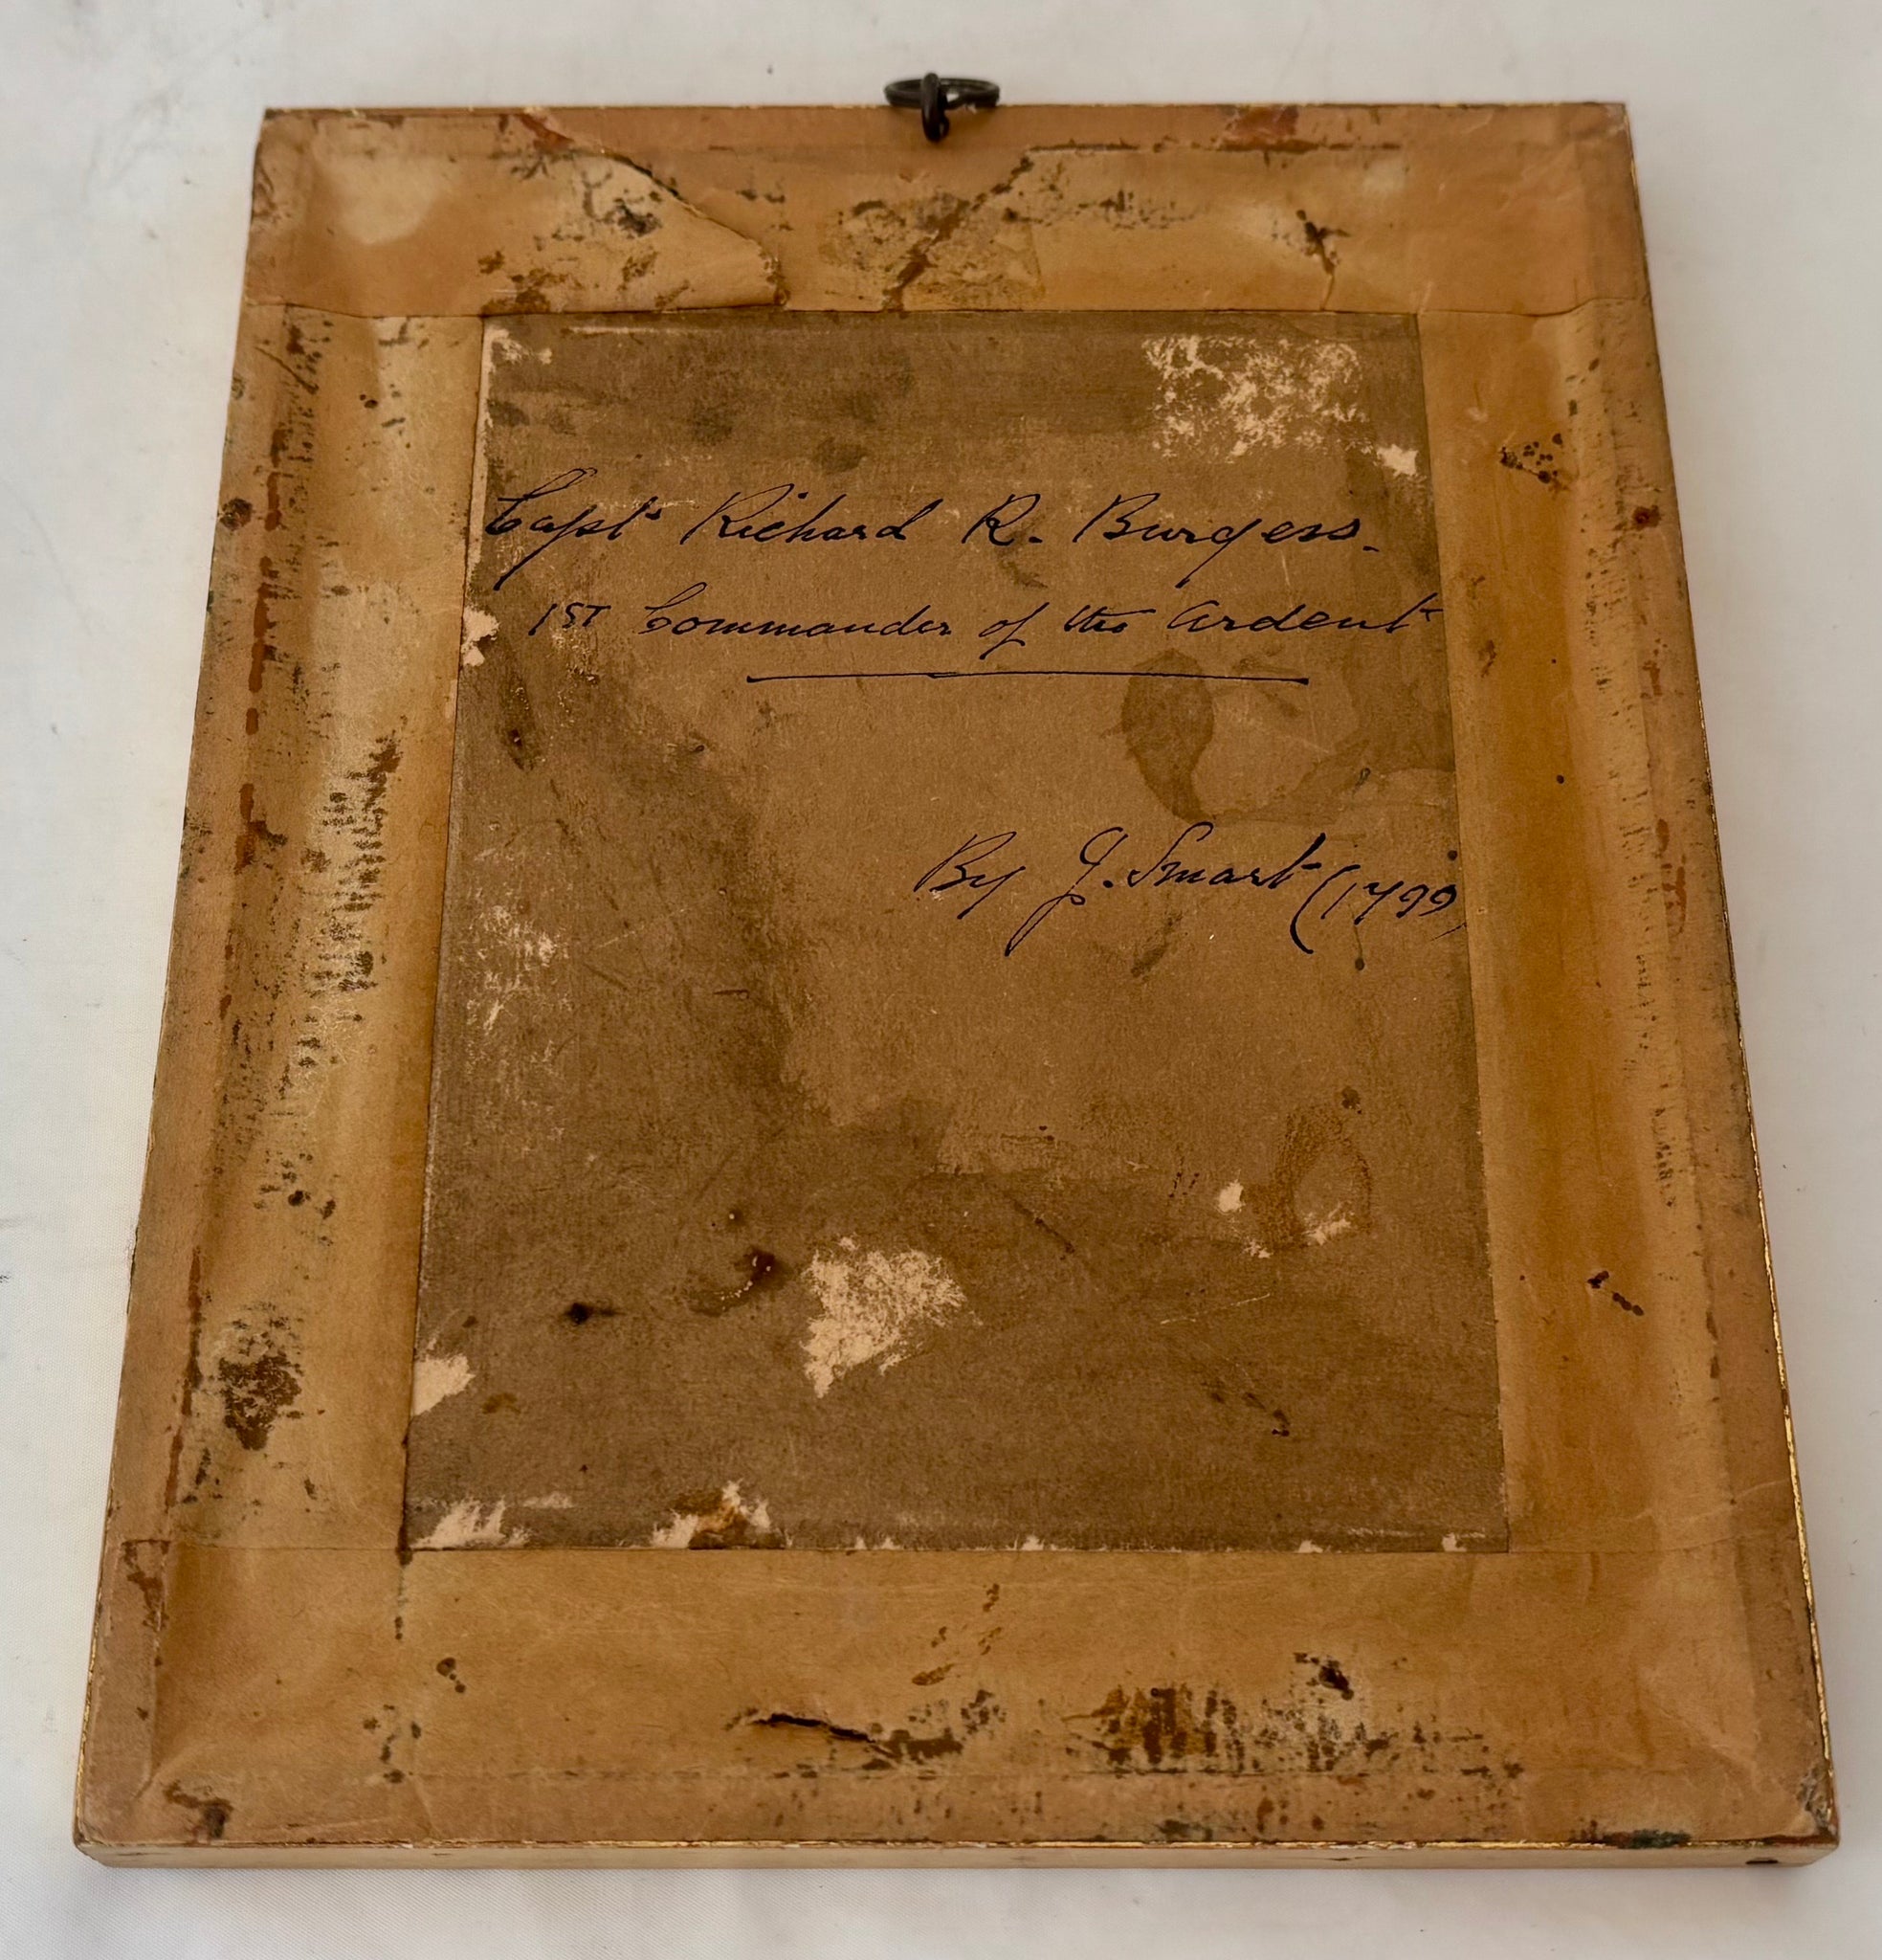 Capt. Richard R. Burgess.
1ST Commander of the Ardent
By J. Smart (1799)